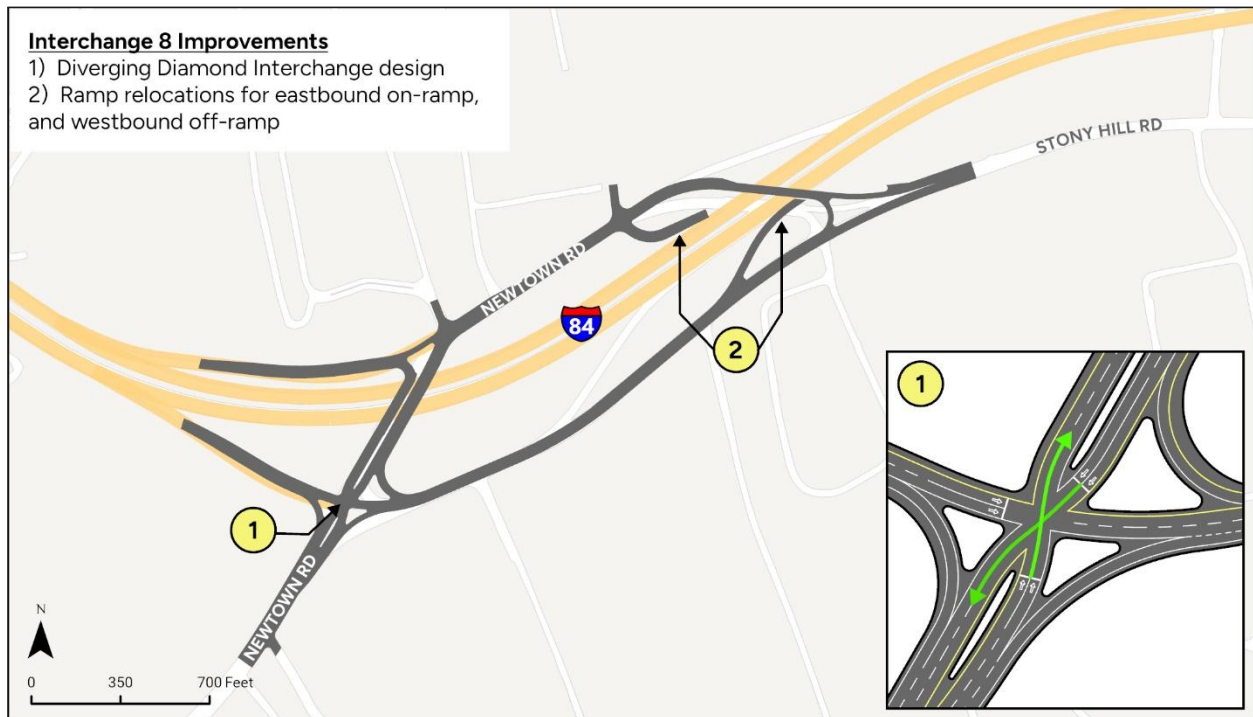 Interchange 8 Improvements
1) Diverging Diamond Interchange design
2) Ramp relocations for eastbound on-ramp,
and westbound off-ramp
STONY HILL RD
NEWTOWN RD
84
2
1
1
NEWTOWN RD
N
0 350 700 Feet